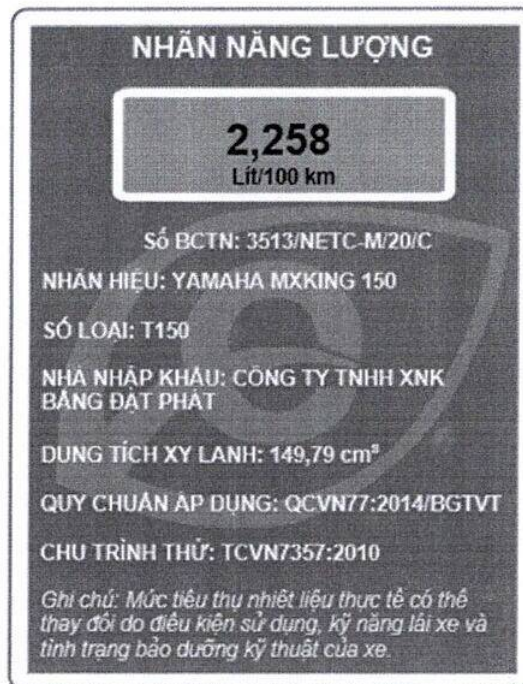 NHÃN NĂNG LƯỢNG
2,258
Lít/100 km
Số BCTN: 3513/NETC-M/20/C
NHÃN HIỆU: YAMAHA MXKING 150
SỐ LOẠI: T150
NHÀ NHẬP KHẨU: CÔNG TY TNHH XNK
BẰNG ĐẠT PHÁT
DUNG TÍCH XY LANH: 149,79 cm³
QUY CHUẨN ÁP DỤNG: QCVN77:2014/BGTVT
CHU TRÌNH THỬ: TCVN7357:2010
Ghi chú: Mức tiêu thụ nhiệt liệu thực tế có thể
thay đổi do điều kiện sử dụng, kỹ năng lái xe và
tình trạng bảo dưỡng kỹ thuật của xe.